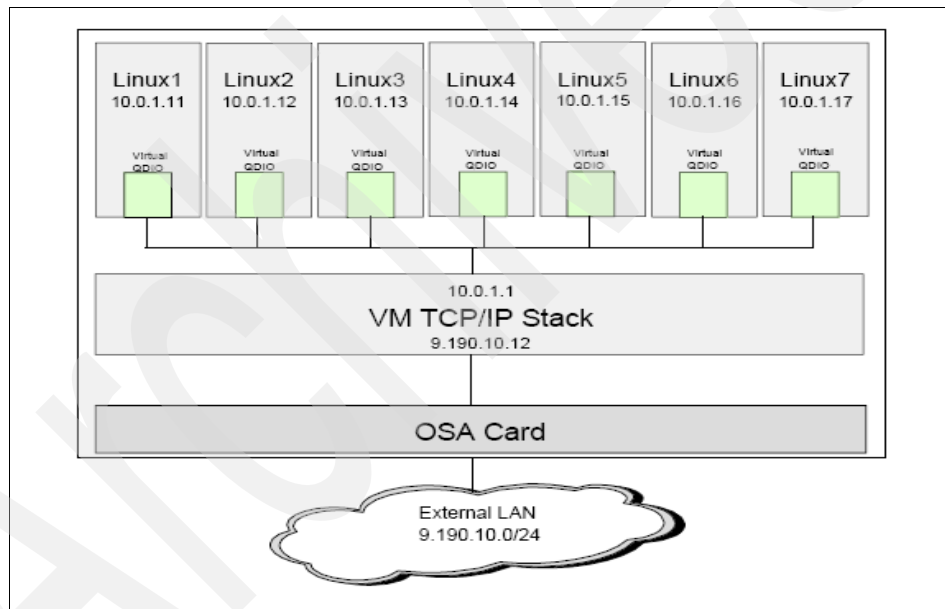 Linux1
10.0.1.11
Virtual
QDIO
Linux2
10.0.1.12
Virtual
QDIO
Linux3
10.0.1.13
Virtual
QDIO
Linux4
10.0.1.14
Virtual
QDIO
Linux5
10.0.1.15
Virtual
QDIO
Linux6
10.0.1.16
Virtual
QDIO
Linux7
10.0.1.17
Virtual
QDIO
10.0.1.1
VM TCP/IP Stack
9.190.10.12
OSA Card
External LAN
9.190.10.0/24